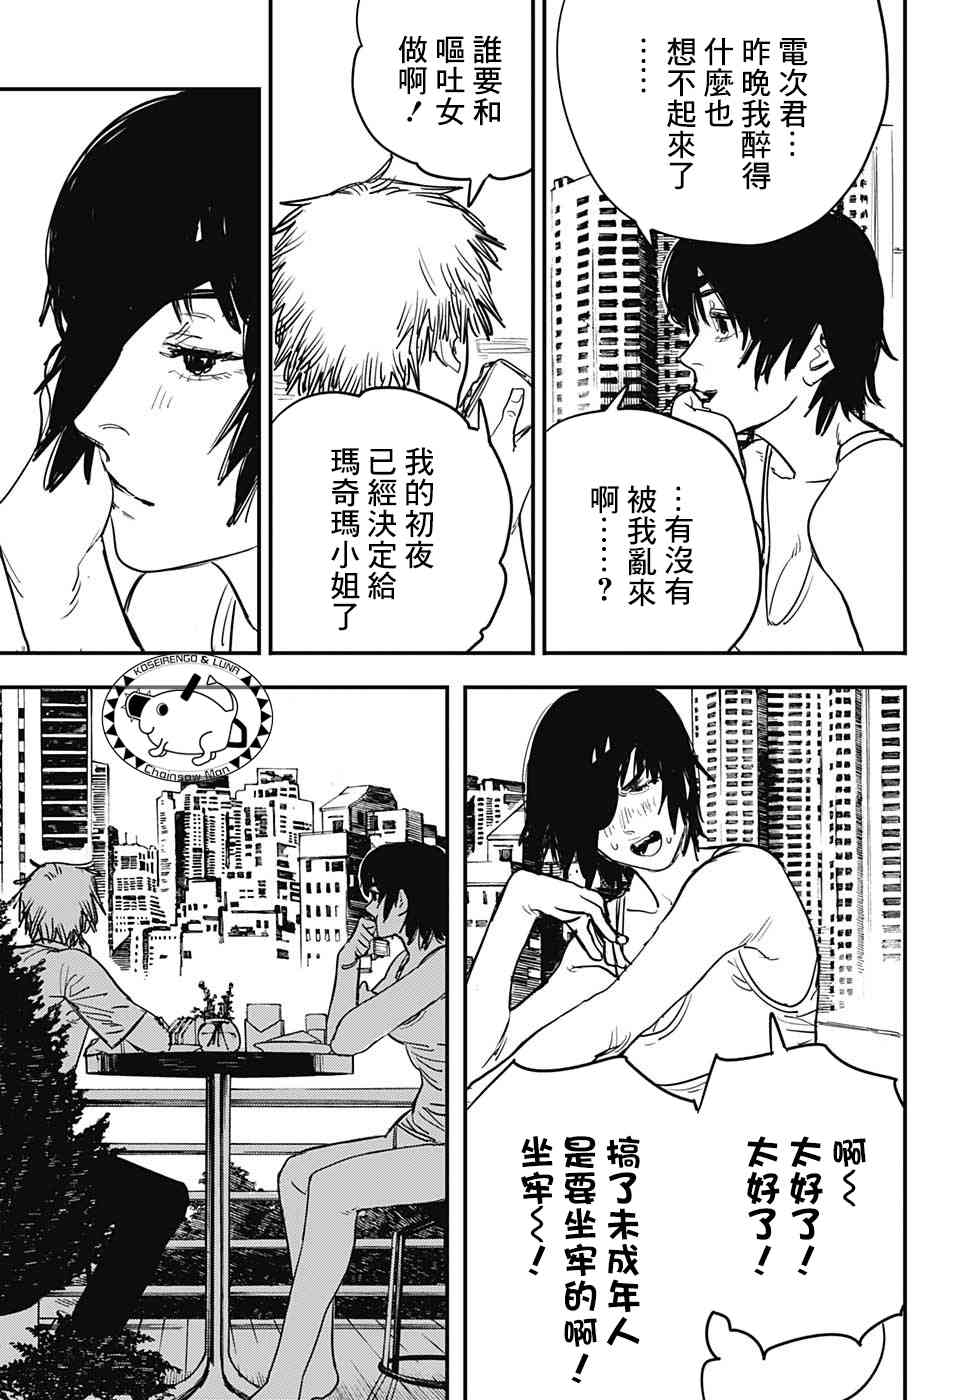 電次君…
昨晚我醉得
什麼也
想不起來了
……
…有沒有
被我亂來
啊……?
誰要和
嘔吐女
做啊！
我的初夜
已經決定給
瑪奇瑪小姐了
啊～
太好了！
太好了！
搞了未成年人
是要坐牢的啊！
坐牢～！
KOSEIRENGO & LUNA
Chainsaw Man